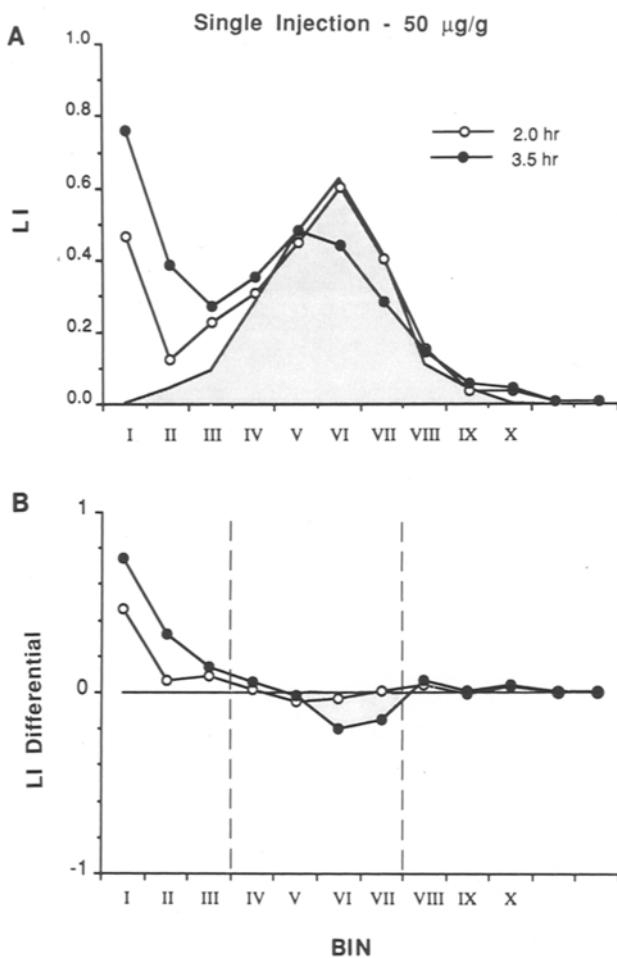 Single Injection - 50 µg/g
A
1.0
0.8
0.6
0.4
0.2
0.0
LI
2.0 hr
3.5 hr
I II III IV V VI VII VIII IX X
B
1
0
-1
LI Differential
I II III IV V VI VII VIII IX X
BIN